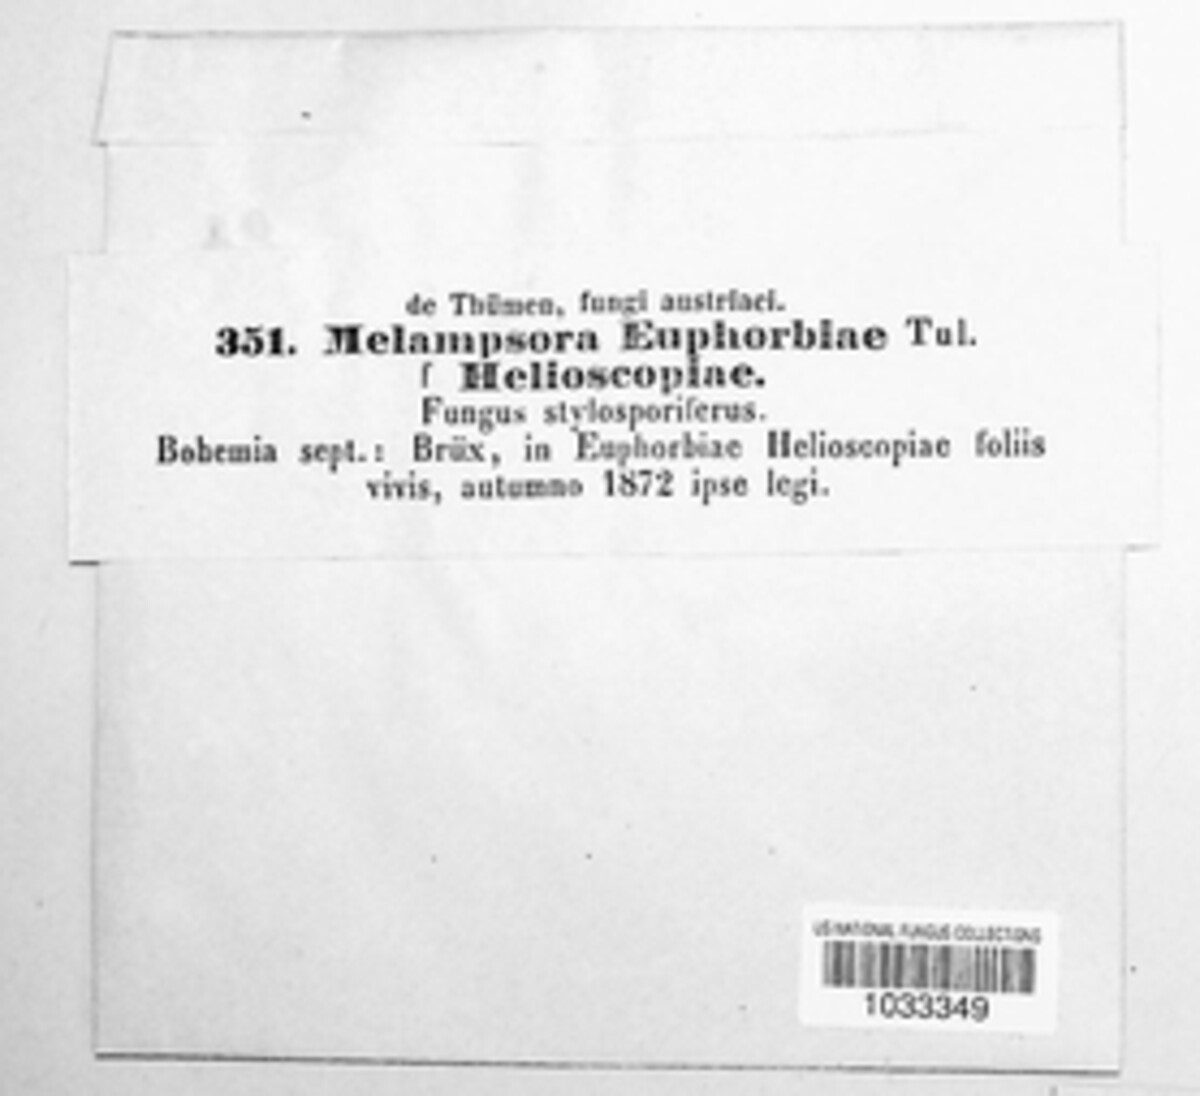 de Thümen, fungi austriaci.
351. Melampsora Euphorbiae Tul.
f Helioscopiae.
Fungus stylosporiferus.
Bohemia sept.: Brüx, in Euphorbiae Helioscopiae foliis
vivis, autumno 1872 ipse legi.
US NATIONAL FUNGUS COLLECTIONS
1033349